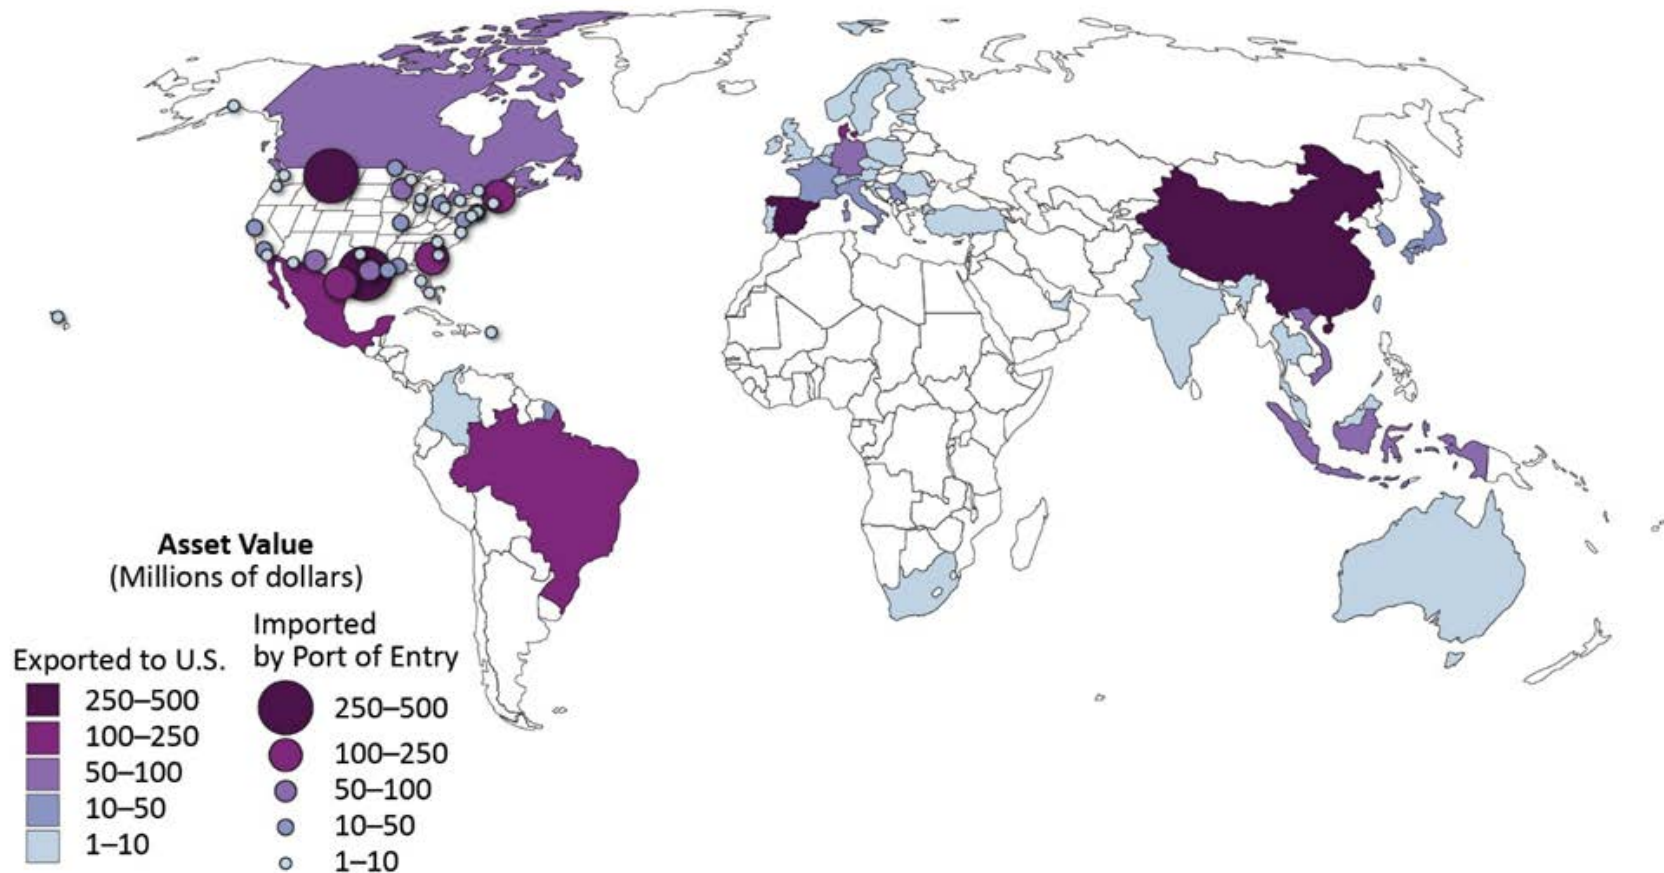 Asset Value
(Millions of dollars)
Exported to U.S.
250–500
100–250
50–100
10–50
1–10
Imported
by Port of Entry
250–500
100–250
50–100
10–50
1–10